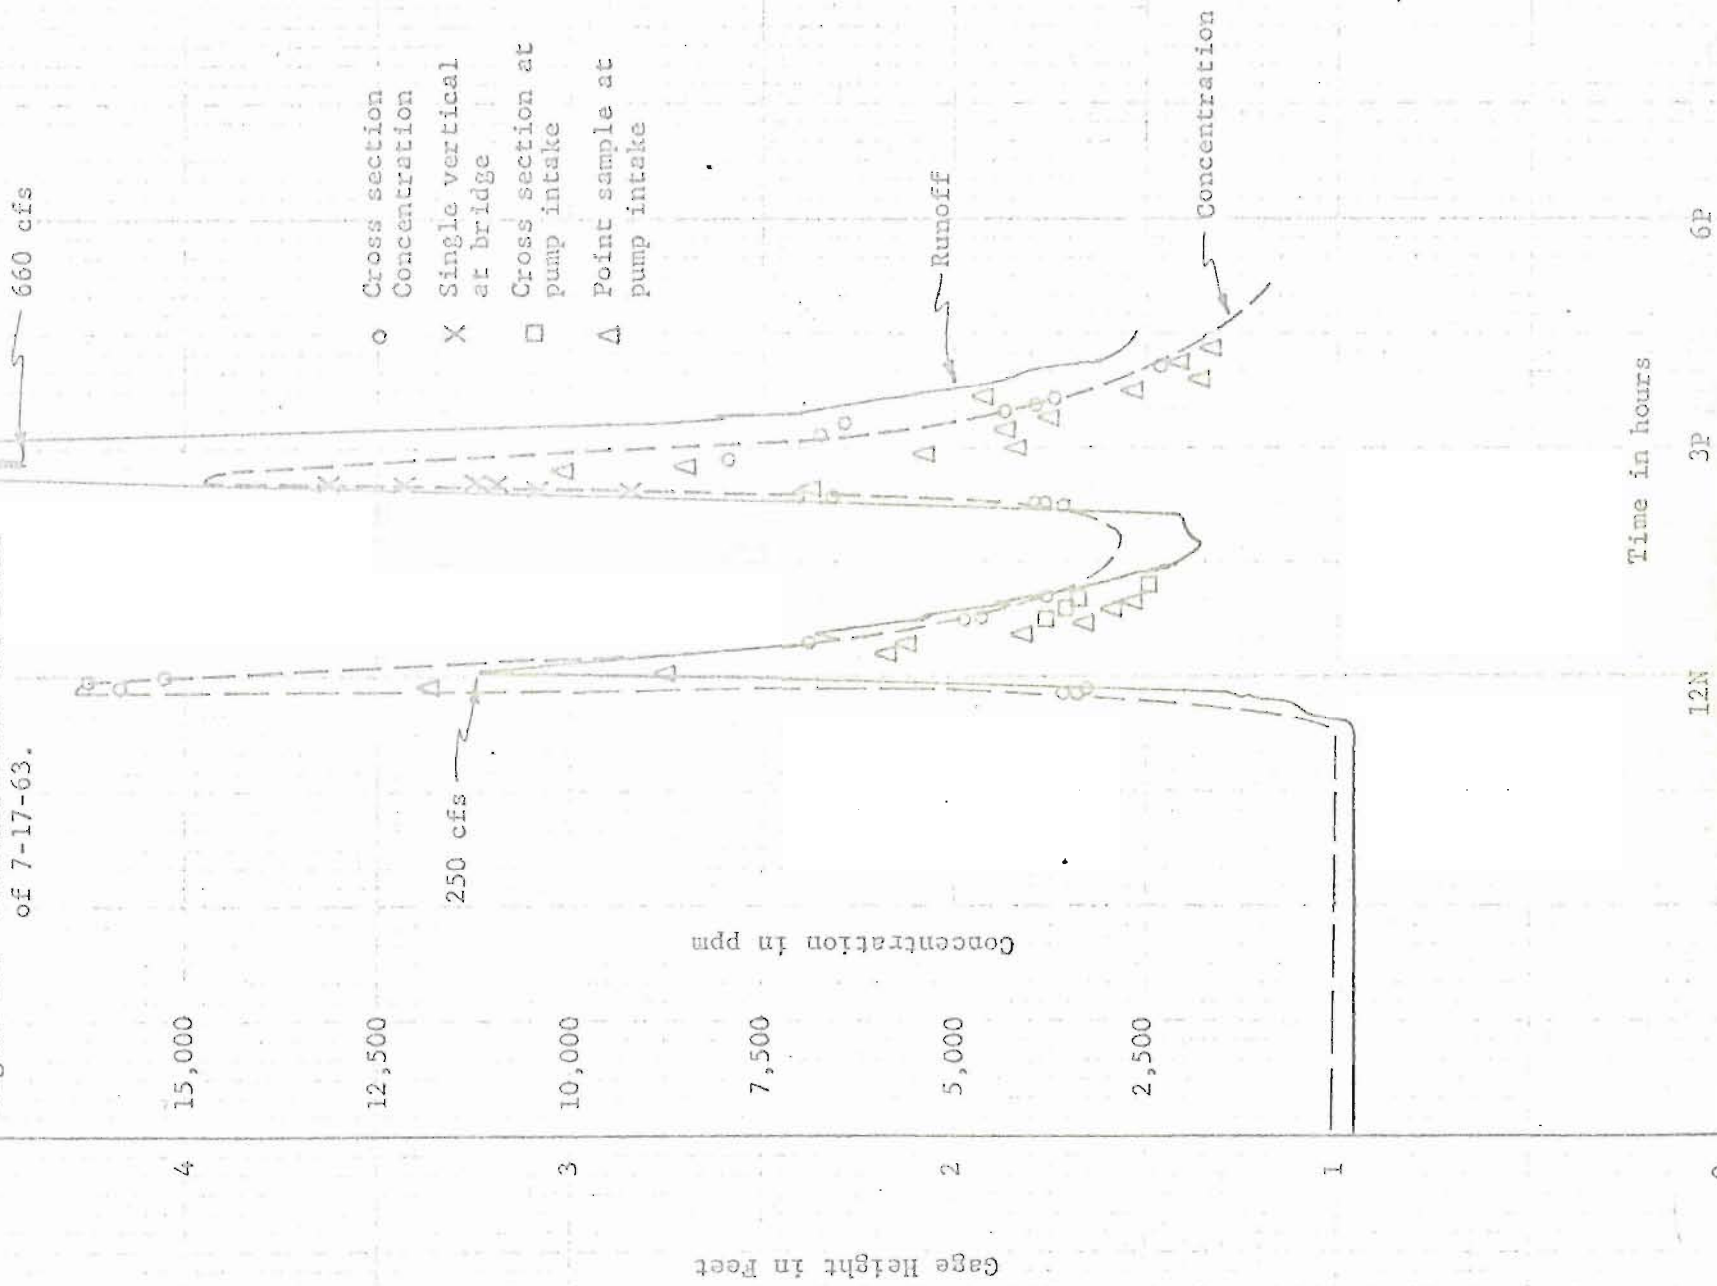 of 7-17-63.
660 cfs
o Cross section
Concentration
X Single vertical
at bridge
□ Cross section at
pump intake
Δ Point sample at
pump intake
250 cfs
Runoff
Concentration
Concentration in ppm
15,000
12,500
10,000
7,500
5,000
2,500
Gage Height in Feet
4
3
2
1
12N
3P
6P
Time in hours